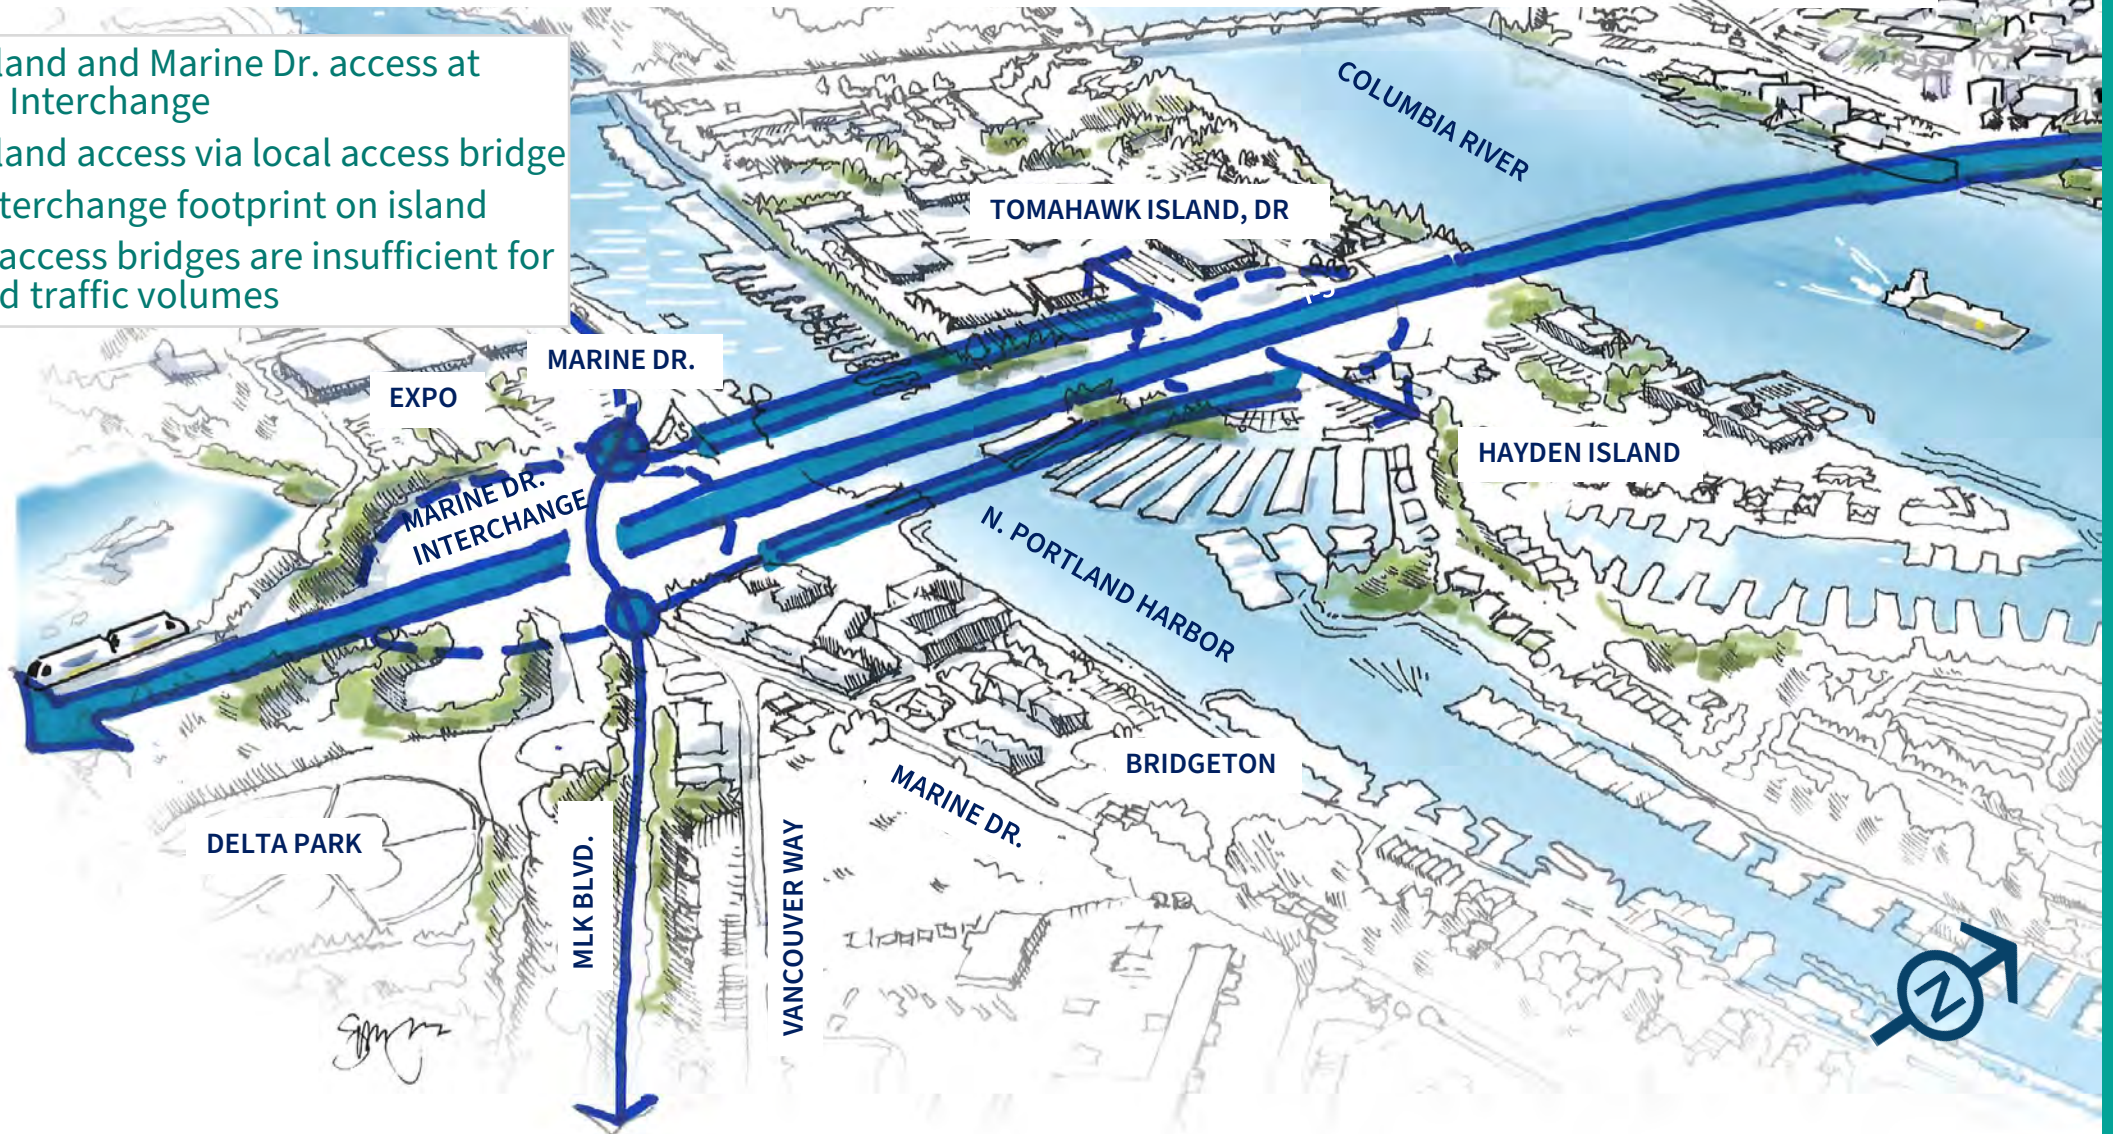 land and Marine Dr. access at
Interchange
land access via local access bridge
terchange footprint on island
access bridges are insufficient for
d traffic volumes
COLUMBIA RIVER
TOMAHAWK ISLAND, DR
I-5
MARINE DR.
EXPO
HAYDEN ISLAND
MARINE DR.
INTERCHANGE
N. PORTLAND HARBOR
BRIDGETON
MARINE DR.
DELTA PARK
MLK BLVD.
VANCOUVER WAY
N